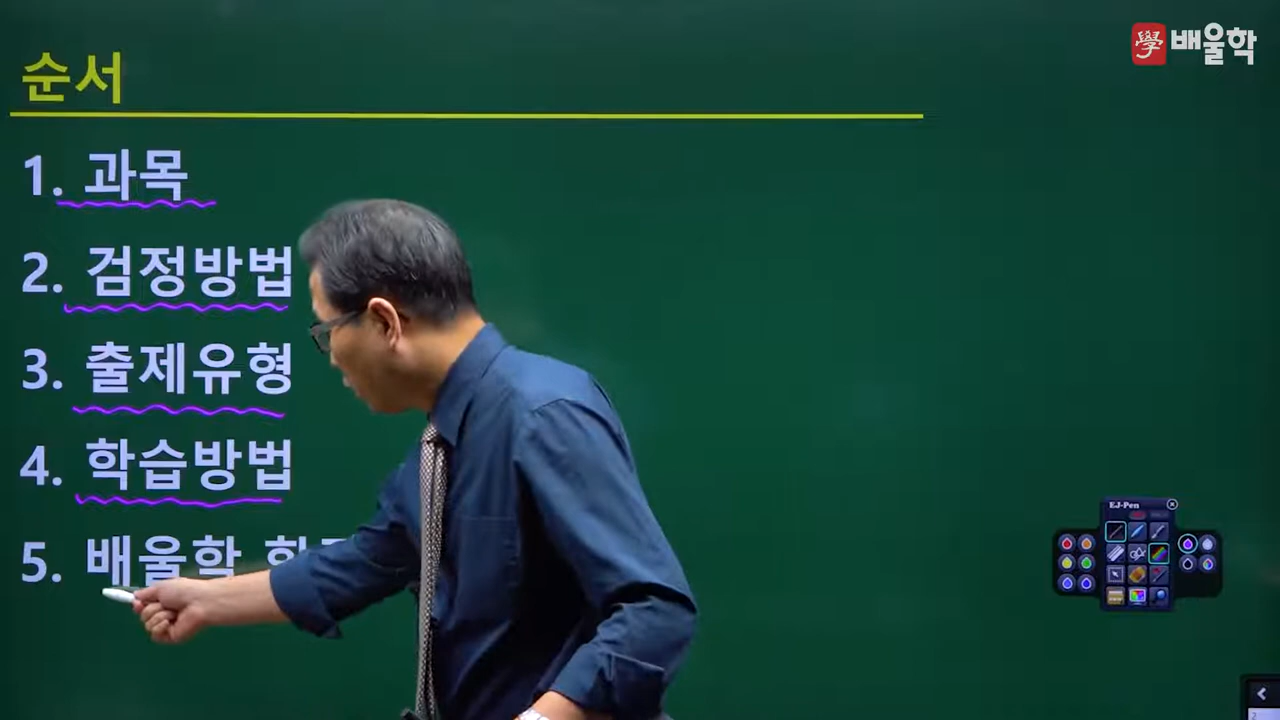 순서
學 배울학
1. 과목
2. 검정방법
3. 출제유형
4. 학습방법
5. 배울학
EJ-Pen